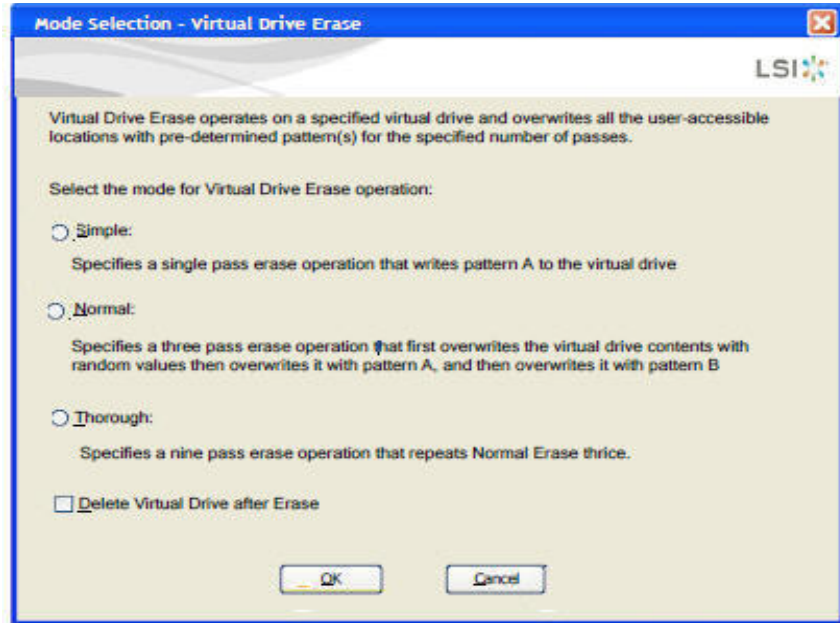 Mode Selection - Virtual Drive Erase
LSI
Virtual Drive Erase operates on a specified virtual drive and overwrites all the user-accessible
locations with pre-determined pattern(s) for the specified number of passes.
Select the mode for Virtual Drive Erase operation:
Simple:
Specifies a single pass erase operation that writes pattern A to the virtual drive
Normal:
Specifies a three pass erase operation that first overwrites the virtual drive contents with
random values then overwrites it with pattern A, and then overwrites it with pattern B
Thorough:
Specifies a nine pass erase operation that repeats Normal Erase thrice.
Delete Virtual Drive after Erase
OK
Cancel